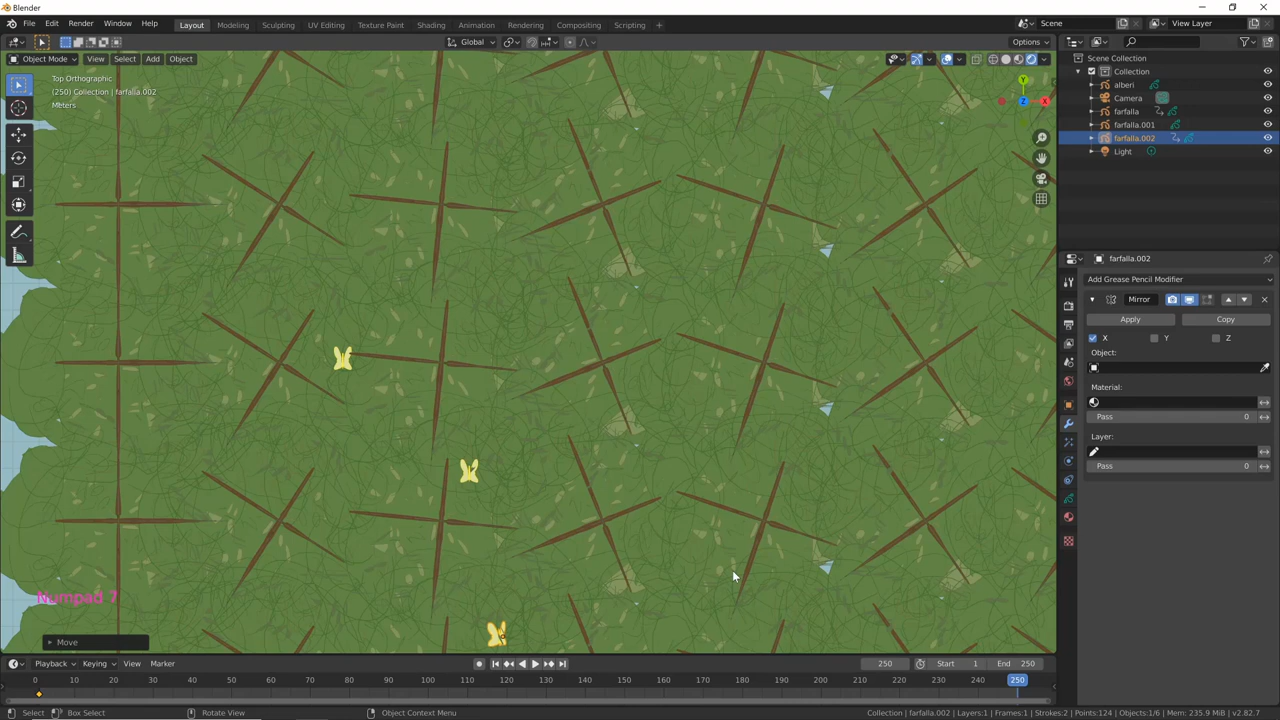 Blender
File Edit Render Window Help
Layout Modeling Sculpting UV Editing Texture Paint Shading Animation Rendering Compositing Scripting +
Scene
View Layer
Global
Options
Object Mode View Select Add Object
Top Orthographic
(250) Collection | farfalla.002
Meters
Y
Z
X
Numpad 7
Move
Scene Collection
Collection
alberi
Camera
farfalla
farfalla.001
farfalla.002
Light
farfalla.002
Add Grease Pencil Modifier
Mirror
Apply Copy
X Y Z
Object:
Material:
Pass 0
Layer:
Pass 0
Playback Keying View Marker
250 Start 1 End 250
0 10 20 30 40 50 60 70 80 90 100 110 120 130 140 150 160 170 180 190 200 210 220 230 240 250
Select Box Select Rotate View Object Context Menu
Collection | farfalla.002 | Layers:1 | Frames:1 | Strokes:2 | Points:124 | Objects:1/6 | Mem: 235.9 MiB | v2.82.7